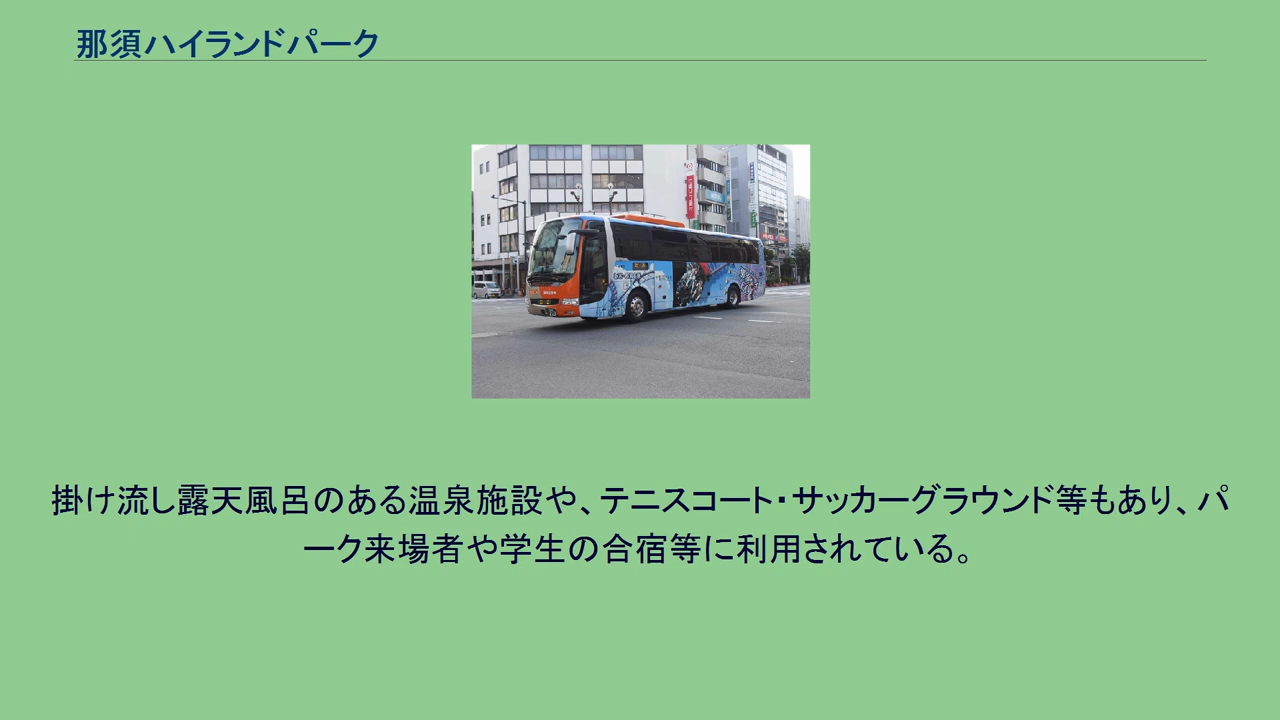 那須ハイランドパーク
掛け流し露天風呂のある温泉施設や、テニスコート・サッカーグラウンド等もあり、パ
ーク来場者や学生の合宿等に利用されている。